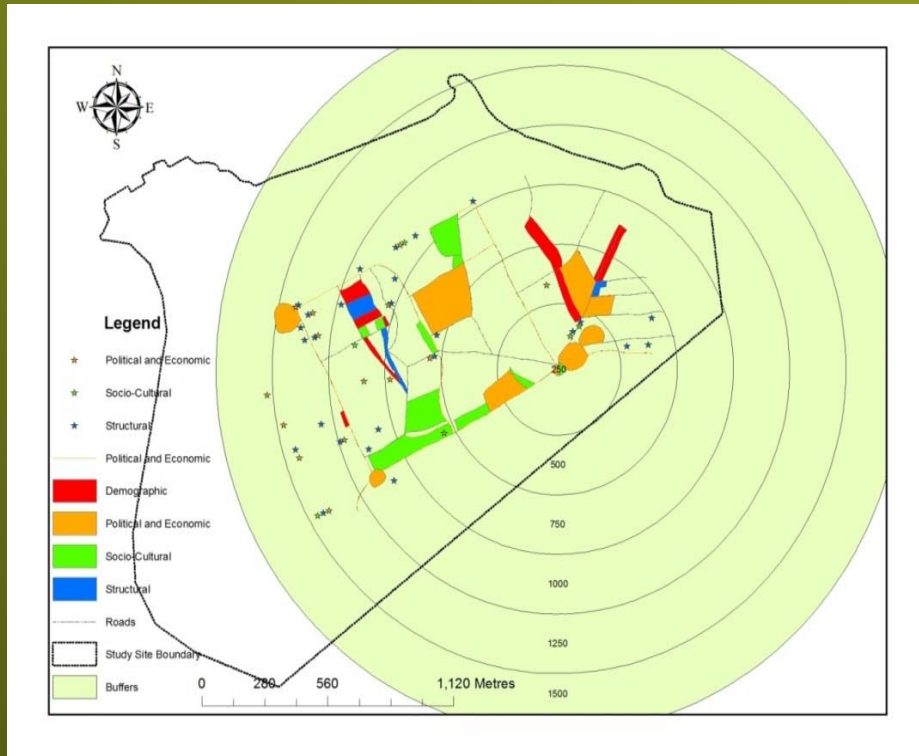 N
W E
S
Legend
Political and Economic
Socio-Cultural
Structural
Political and Economic
Demographic
Political and Economic
Socio-Cultural
Structural
Roads
Study Site Boundary
Buffers
250
500
750
1000
1250
1500
0 280 560 1,120 Metres